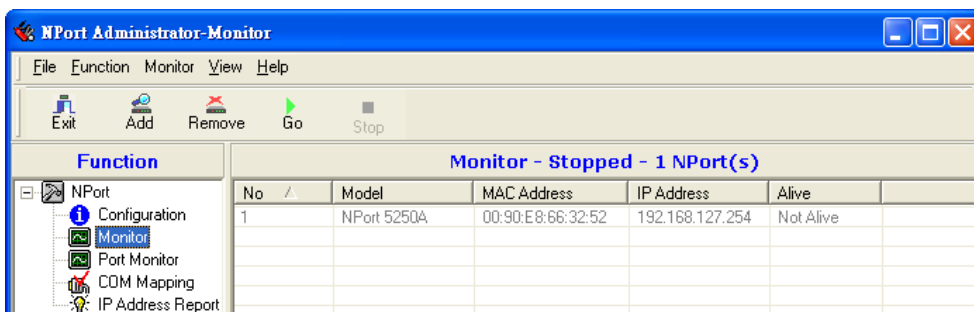 NPort Administrator-Monitor
File Function Monitor View Help
Exit Add Remove Go Stop
Function
Monitor - Stopped - 1 NPort(s)
NPort
Configuration
Monitor
Port Monitor
COM Mapping
IP Address Report
No Model MAC Address IP Address Alive
1 NPort 5250A 00:90:E8:66:32:52 192.168.127.254 Not Alive